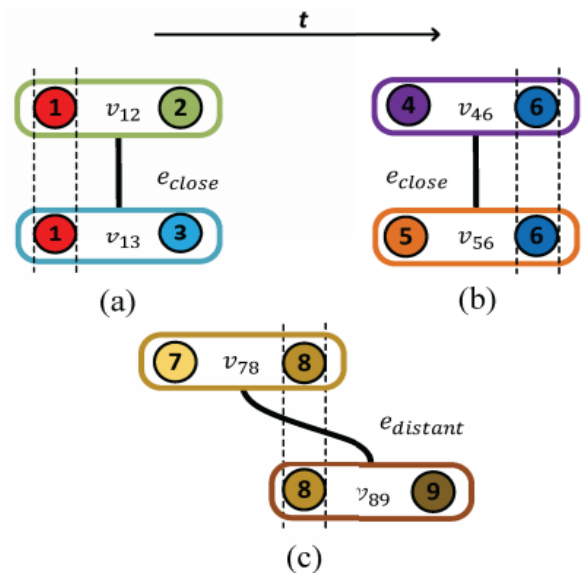 t
1 v12 2
4 v46 6
e_close
e_close
1 v13 3
5 v56 6
(a)
(b)
7 v78 8
e_distant
8 v89 9
(c)